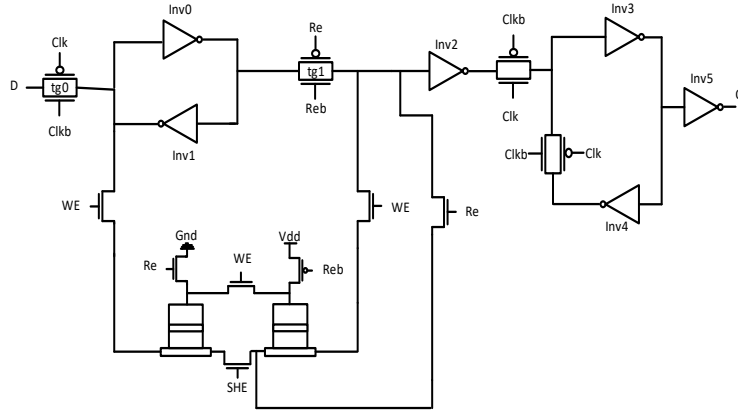 Inv0
Clk
D
tg0
Clkb
Inv1
Re
tg1
Reb
Inv2
Clkb
Clk
Inv3
Inv5
Clkb
Clk
Inv4
WE
WE
Re
Gnd
Vdd
Re
WE
Reb
SHE